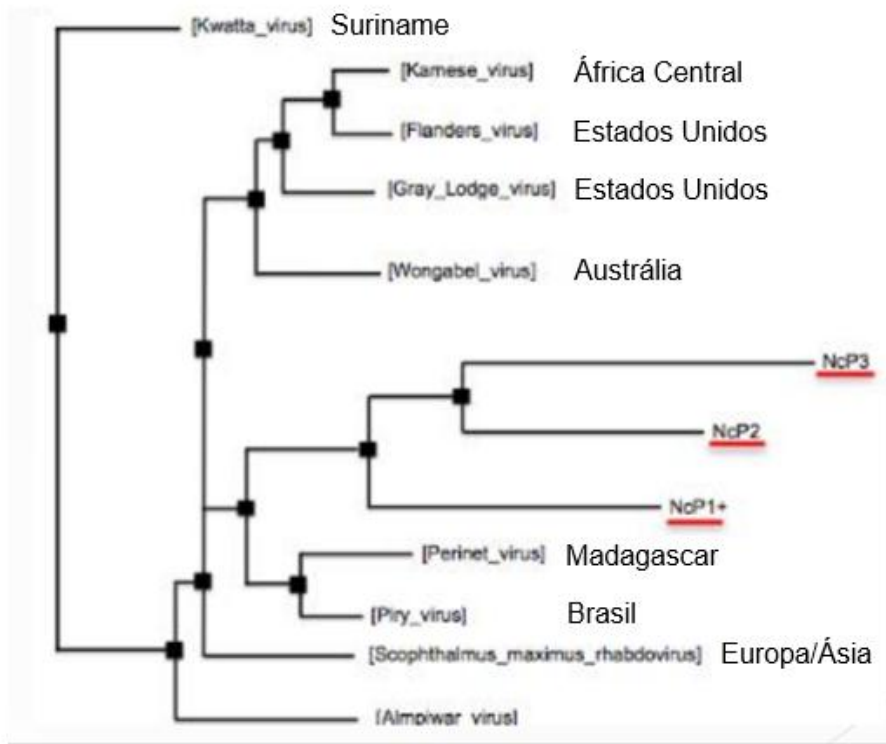 [Kwatta_virus] Suriname
[Kamese_virus] África Central
[Flanders_virus] Estados Unidos
[Gray_Lodge_virus] Estados Unidos
[Wongabel_virus] Austrália
NcP3
NcP2
NcP1+
[Perinet_virus] Madagascar
[Piry_virus] Brasil
[Scophthalmus_maximus_rhabdovirus] Europa/Ásia
[Almpiwar_virus]